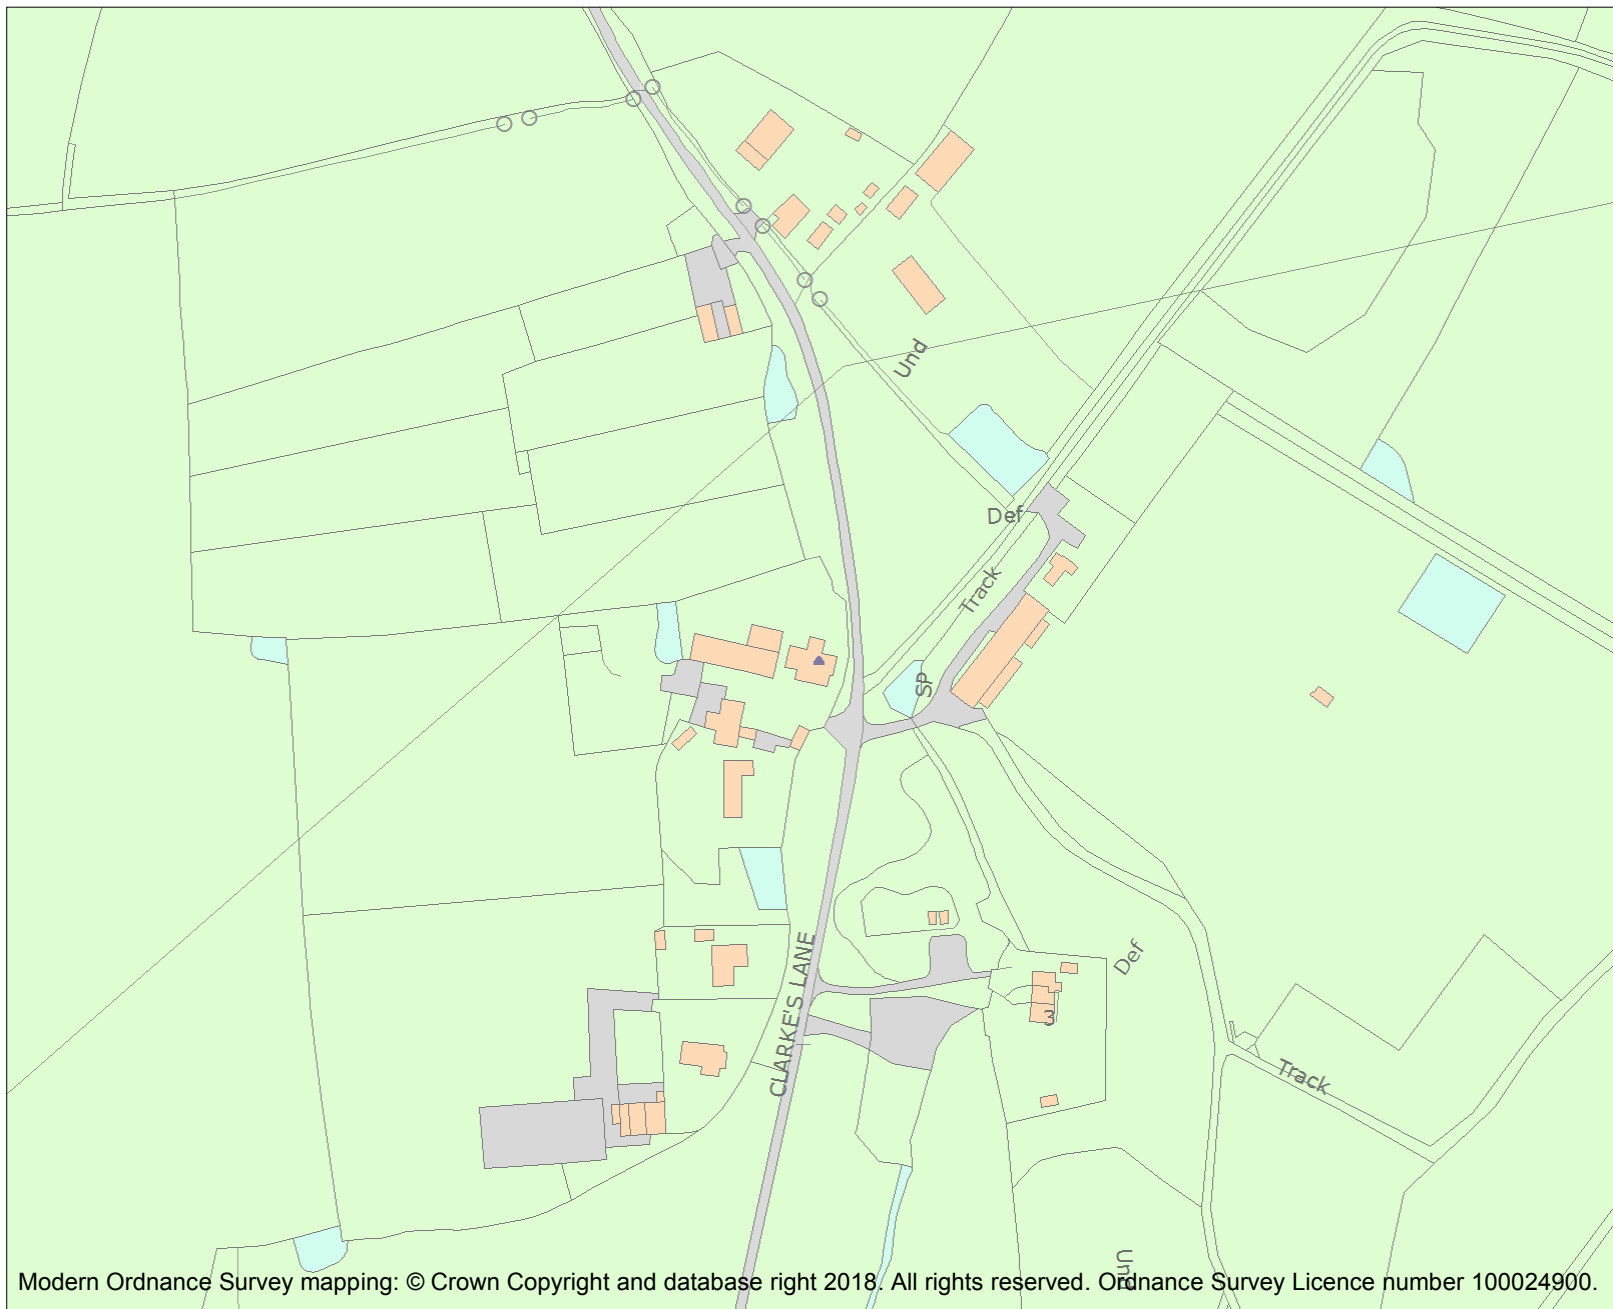 Und
Def
Track
SP
CLARKE'S LANE
Def
3
Track
Und
Modern Ordnance Survey mapping: © Crown Copyright and database right 2018. All rights reserved. Ordnance Survey Licence number 100024900.